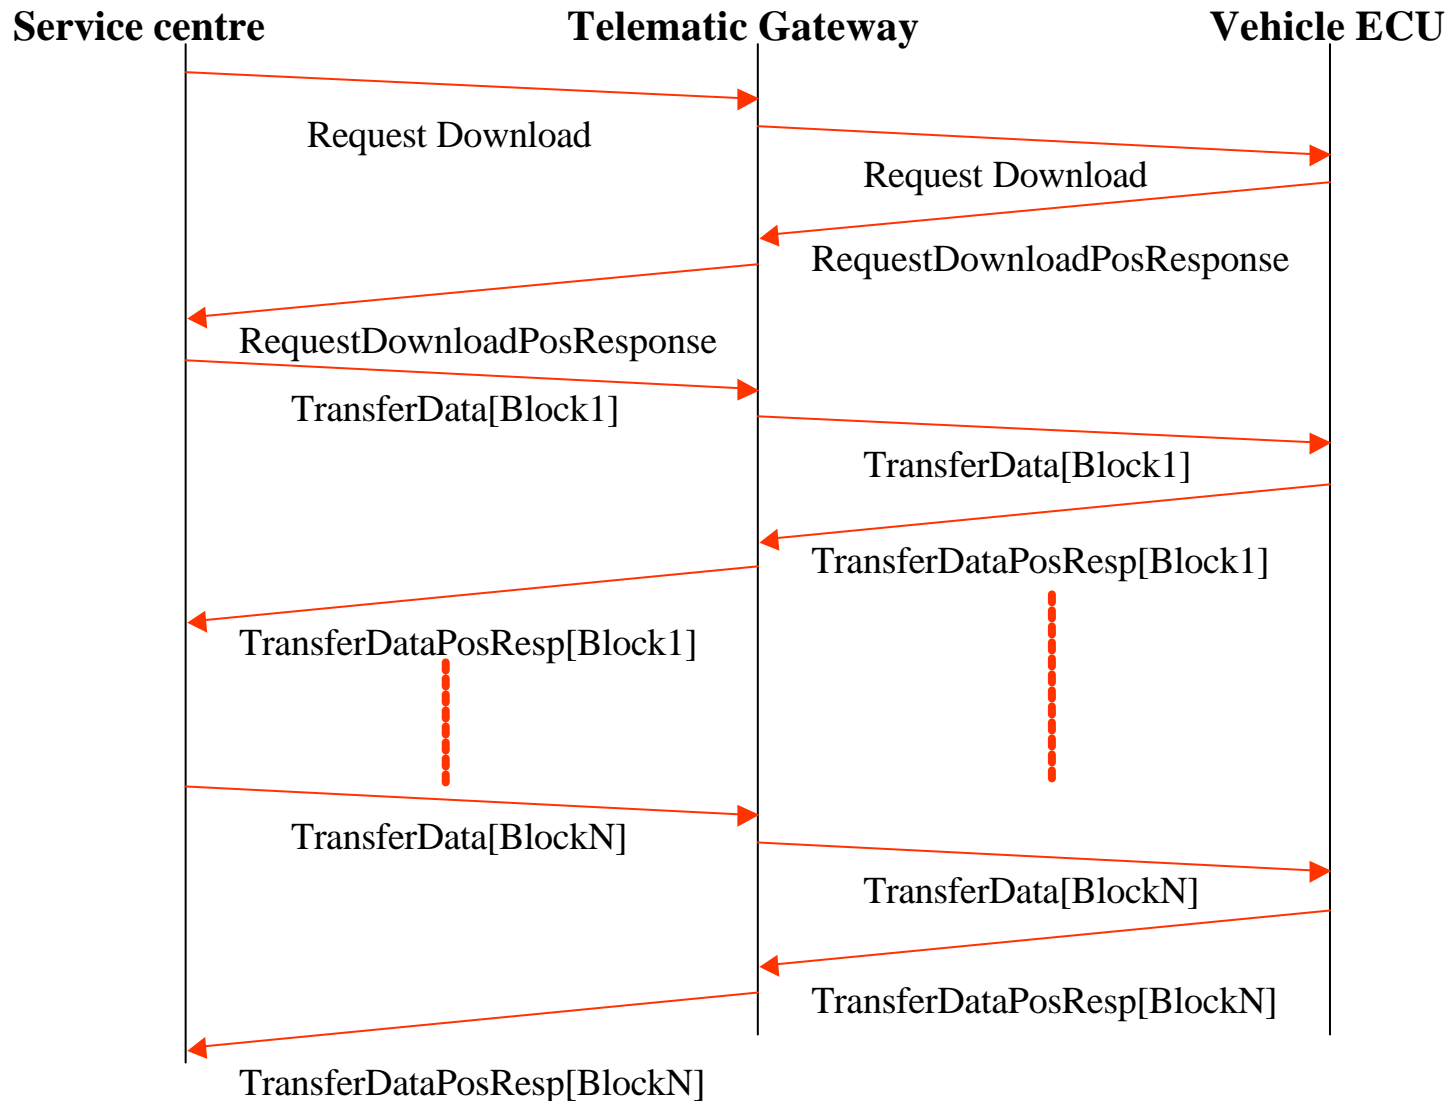 Service centre Telematic Gateway Vehicle ECU
Request Download
Request Download
RequestDownloadPosResponse
RequestDownloadPosResponse
TransferData[Block1]
TransferData[Block1]
TransferDataPosResp[Block1]
TransferDataPosResp[Block1]
TransferData[BlockN]
TransferData[BlockN]
TransferDataPosResp[BlockN]
TransferDataPosResp[BlockN]